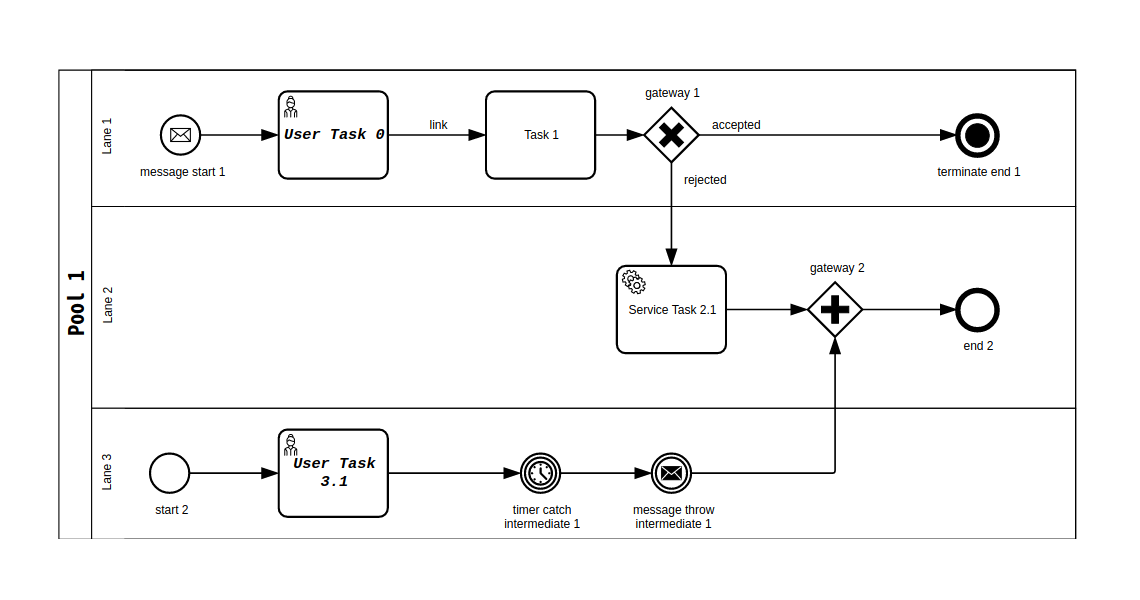 Pool 1
Lane 1
message start 1
User Task 0
link
Task 1
gateway 1
accepted
rejected
terminate end 1
Lane 2
Service Task 2.1
gateway 2
end 2
Lane 3
start 2
User Task
3.1
timer catch
intermediate 1
message throw
intermediate 1